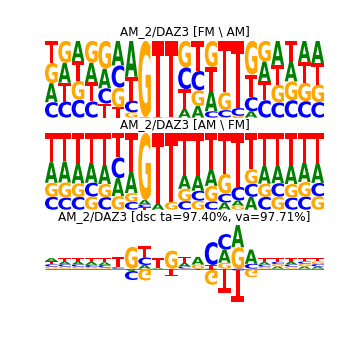 AM_2/DAZ3 [FM \ AM]
AM_2/DAZ3 [AM \ FM]
AM_2/DAZ3 [dsc ta=97.40%, va=97.71%]